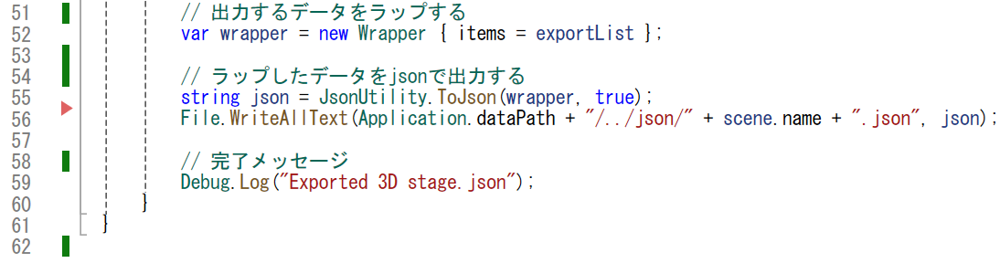 51 // 出力するデータをラップする
52 var wrapper = new Wrapper { items = exportList };
53
54 // ラップしたデータをjsonで出力する
55 string json = JsonUtility.ToJson(wrapper, true);
56 File.WriteAllText(Application.dataPath + "/../json/" + scene.name + ".json", json);
57
58 // 完了メッセージ
59 Debug.Log("Exported 3D stage.json");
60 }
61 }
62